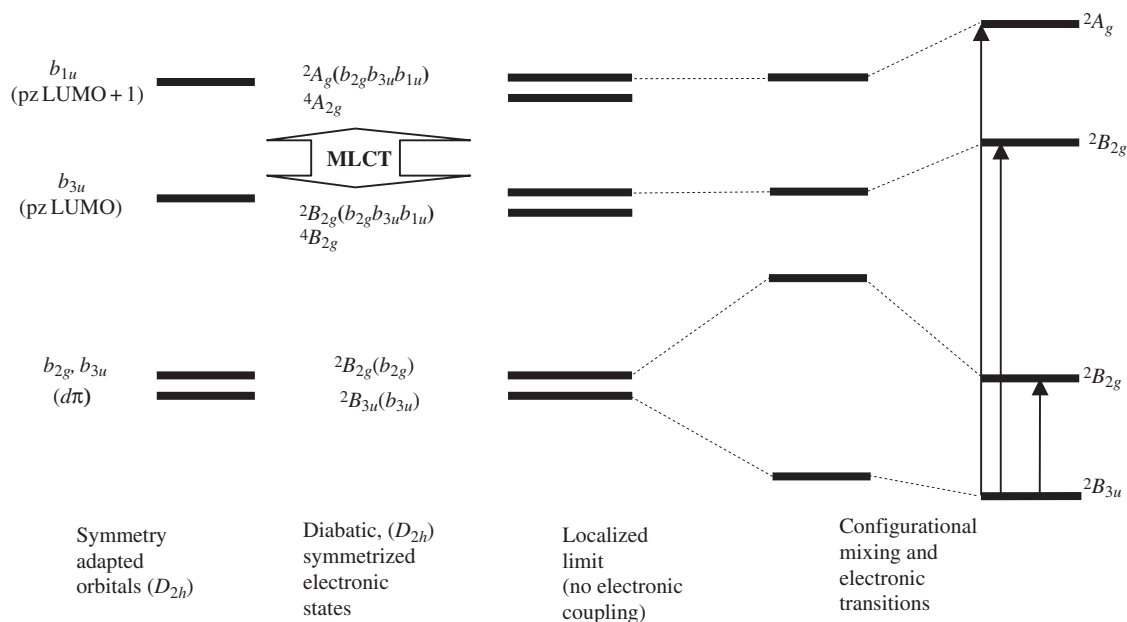 b1u
(pz LUMO + 1)
b3u
(pz LUMO)
b2g, b3u
(dπ)
Symmetry
adapted
orbitals (D2h)
2Ag(b2gb3ub1u)
4A2g
MLCT
2B2g(b2gb3ub1u)
4B2g
2B2g(b2g)
2B3u(b3u)
Diabatic, (D2h)
symmetrized
electronic
states
Localized
limit
(no electronic
coupling)
2Ag
2B2g
2B2g
2B3u
Configurational
mixing and
electronic
transitions